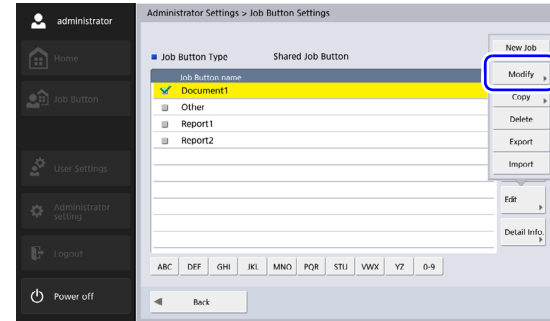 administrator
Administrator Settings > Job Button Settings
Home
Job Button
User Settings
Administrator
setting
Logout
Power off
Job Button Type Shared Job Button
Job Button name
Document1
Other
Report1
Report2
New Job
Modify
Copy
Delete
Export
Import
Edit
Detail Info.
ABC DEF GHI JKL MNO PQR STU VWX YZ 0-9
Back